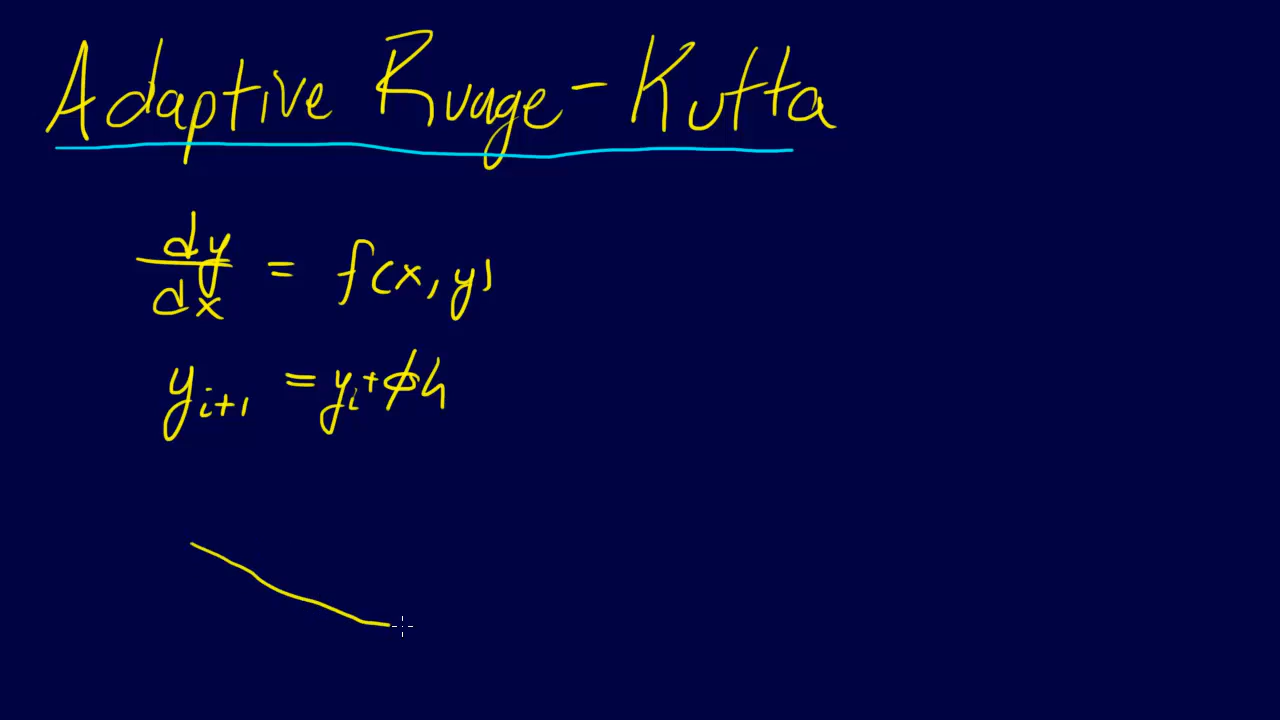 Adaptive Runge-Kutta
dy/dx = f(x,y)
y_{i+1} = y_i + ϕh